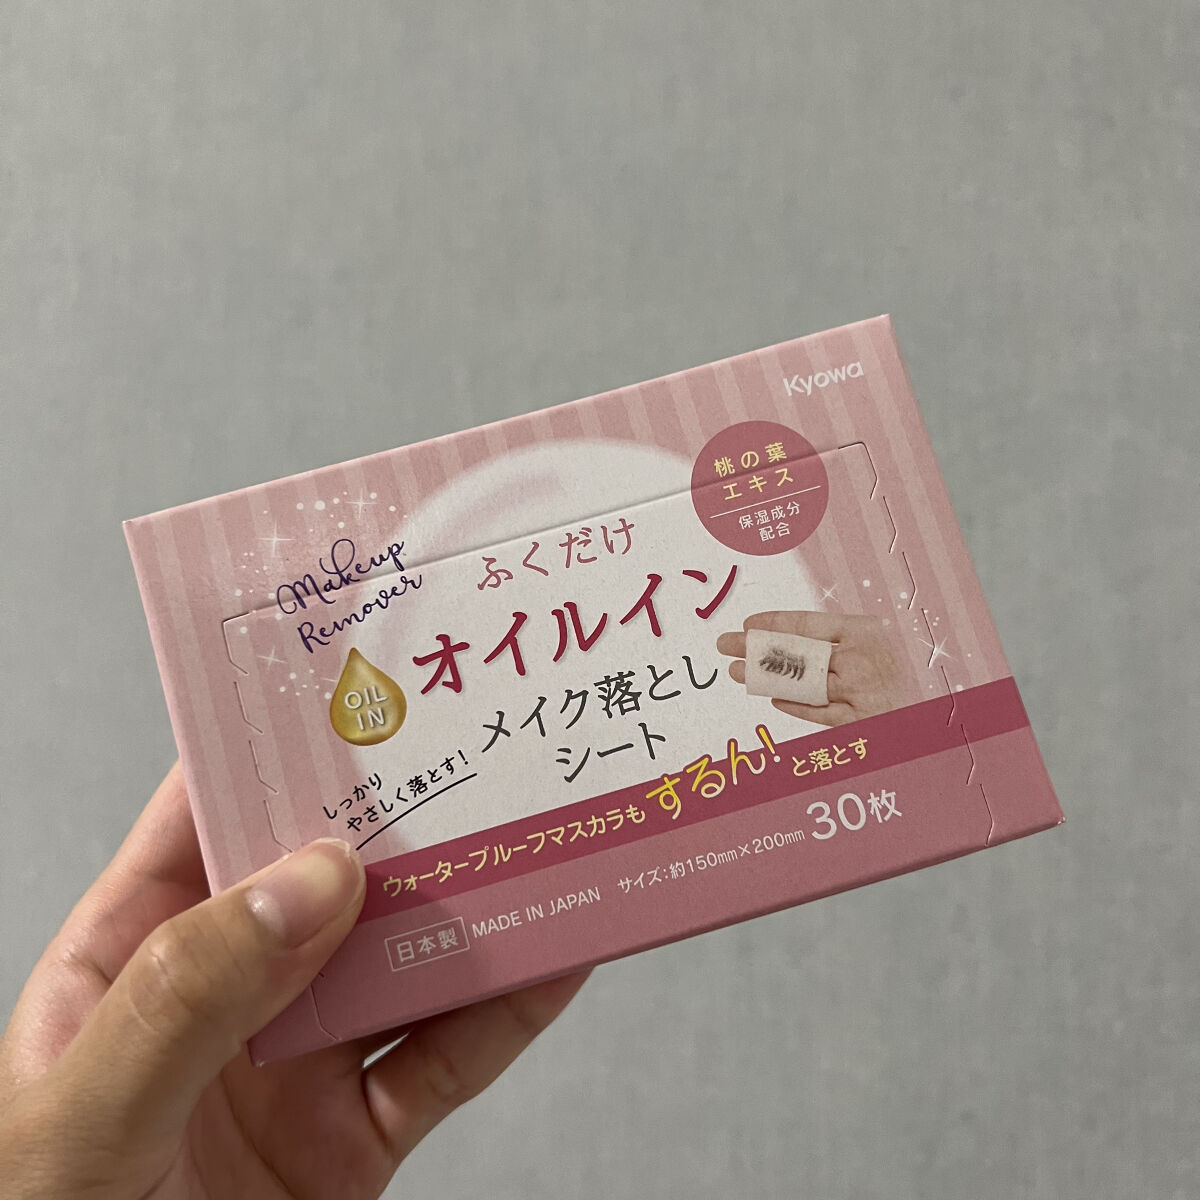 Kyowa
桃の葉
エキス
保湿成分
配合
Makeup
Remover
ふくだけ
オイルイン
メイク落とし
シート
OIL
IN
しっかり
やさしく落とす!
ウォータープルーフマスカラも するん! と落とす
日本製 MADE IN JAPAN サイズ:約150mm×200mm 30枚